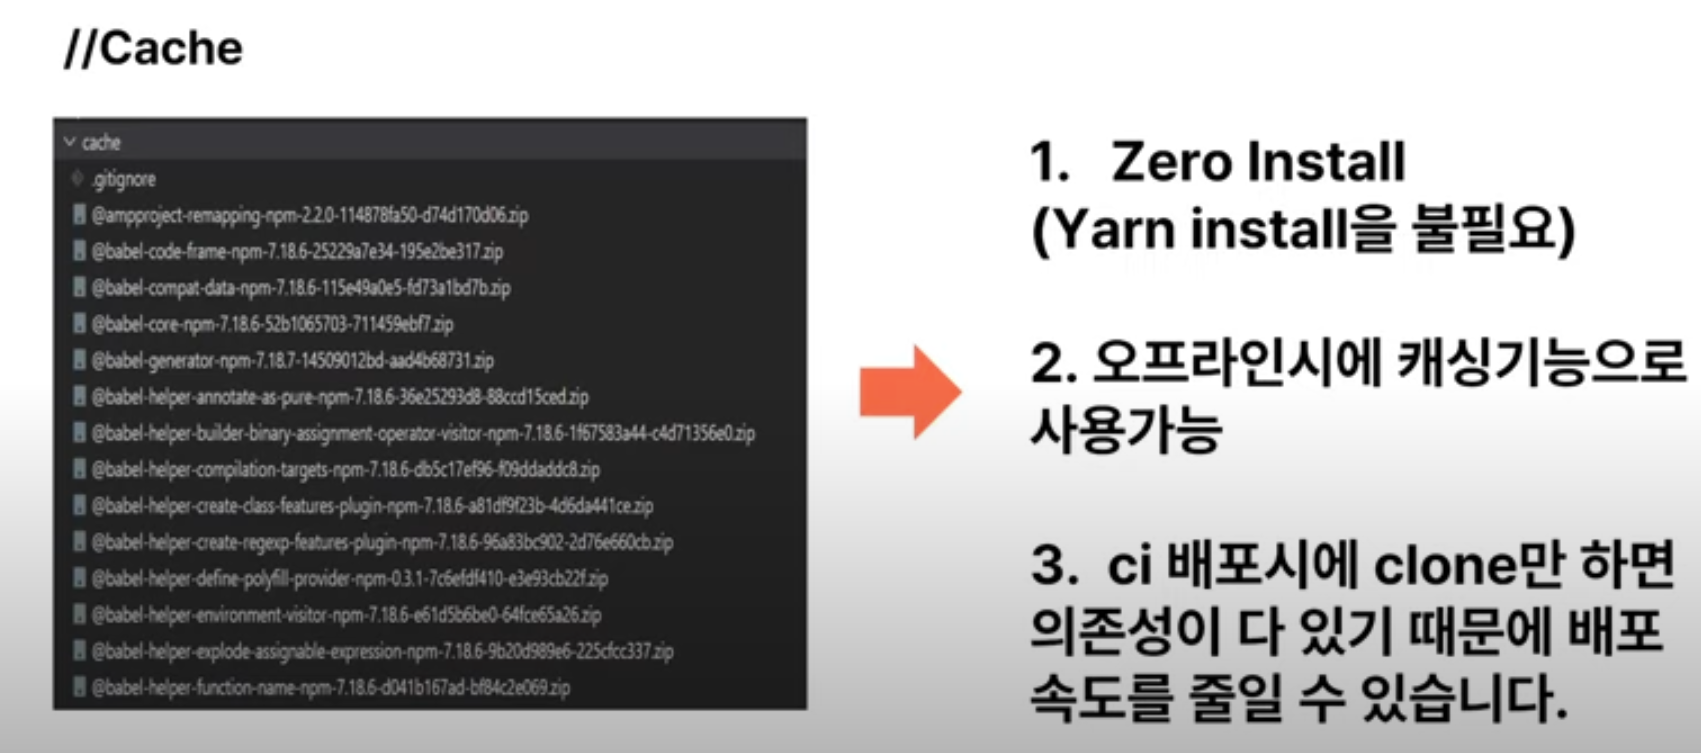 //Cache
cache
.gitignore
@ampproject-remapping-npm-2.2.0-114878fa50-d74d170d06.zip
@babel-code-frame-npm-7.18.6-25229a7e34-195e2be317.zip
@babel-compat-data-npm-7.18.6-115e49a0e5-fd73a1bd7b.zip
@babel-core-npm-7.18.6-52b1065703-711459ebf7.zip
@babel-generator-npm-7.18.7-14509012bd-aad4b68731.zip
@babel-helper-annotate-as-pure-npm-7.18.6-36e25293d8-88ccd15ced.zip
@babel-helper-builder-binary-assignment-operator-visitor-npm-7.18.6-1f67583a44-c4d71356e0.zip
@babel-helper-compilation-targets-npm-7.18.6-db5c17ef96-f09ddaddc8.zip
@babel-helper-create-class-features-plugin-npm-7.18.6-a81df9f23b-4d6da441ce.zip
@babel-helper-create-regexp-features-plugin-npm-7.18.6-96a83bc902-2d76e660cb.zip
@babel-helper-define-polyfill-provider-npm-0.3.1-7c6efdf410-e3e93cb22f.zip
@babel-helper-environment-visitor-npm-7.18.6-e61d5b6be0-64fce65a26.zip
@babel-helper-explode-assignable-expression-npm-7.18.6-9b20d989e6-225cfcc337.zip
@babel-helper-function-name-npm-7.18.6-d041b167ad-bf84c2e069.zip
1. Zero Install
(Yarn install을 불필요)
2. 오프라인시에 캐싱기능으로
사용가능
3. ci 배포시에 clone만 하면
의존성이 다 있기 때문에 배포
속도를 줄일 수 있습니다.